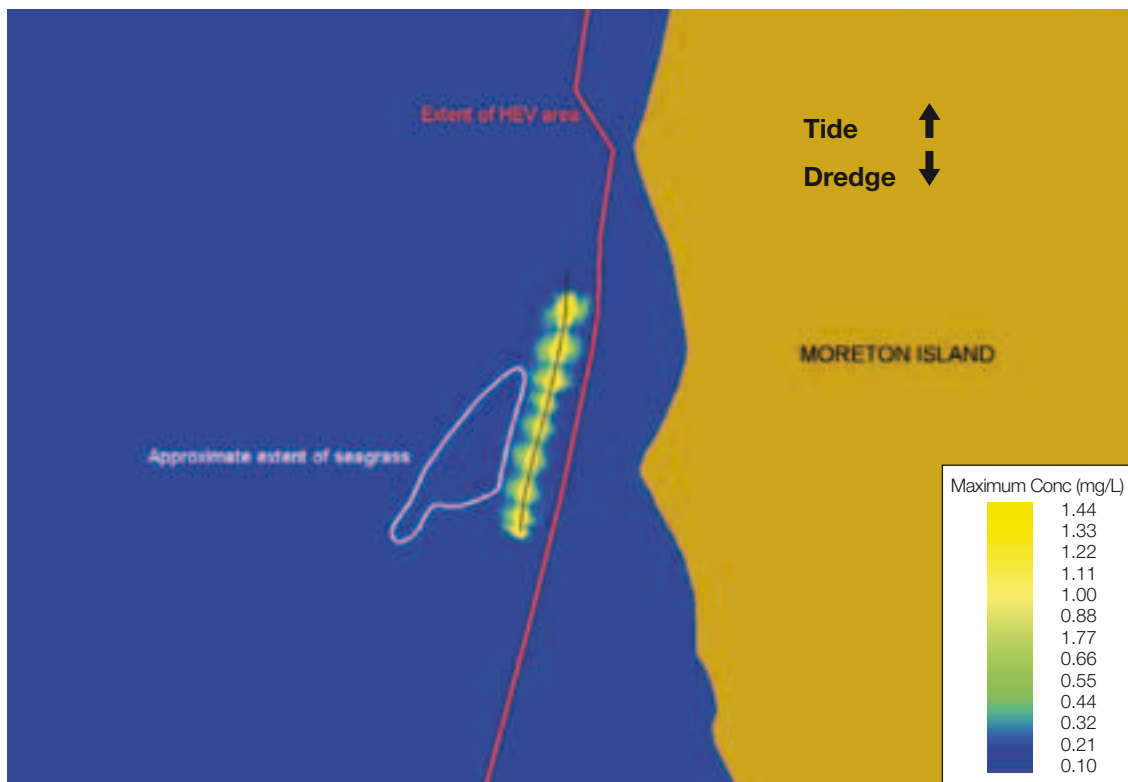 Extent of HEV area
Tide
Dredge
MORETON ISLAND
Approximate extent of seagrass
Maximum Conc (mg/L)
1.44
1.33
1.22
1.11
1.00
0.88
1.77
0.66
0.55
0.44
0.32
0.21
0.10